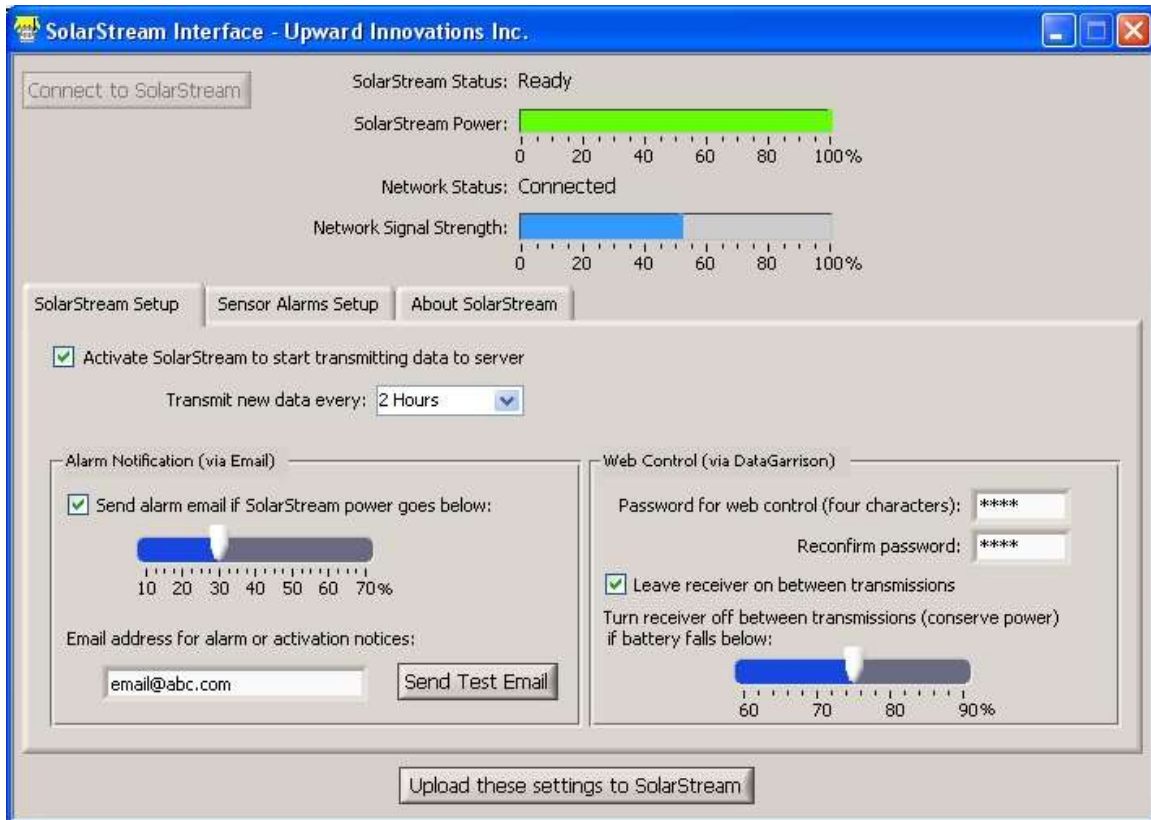 SolarStream Interface - Upward Innovations Inc.
Connect to SolarStream
SolarStream Status: Ready
SolarStream Power:
0 20 40 60 80 100%
Network Status: Connected
Network Signal Strength:
0 20 40 60 80 100%
SolarStream Setup Sensor Alarms Setup About SolarStream
Activate SolarStream to start transmitting data to server
Transmit new data every: 2 Hours
Alarm Notification (via Email)
Send alarm email if SolarStream power goes below:
10 20 30 40 50 60 70%
Email address for alarm or activation notices:
email@abc.com Send Test Email
Web Control (via DataGarrison)
Password for web control (four characters): ****
Reconfirm password: ****
Leave receiver on between transmissions
Turn receiver off between transmissions (conserve power)
if battery falls below:
60 70 80 90%
Upload these settings to SolarStream